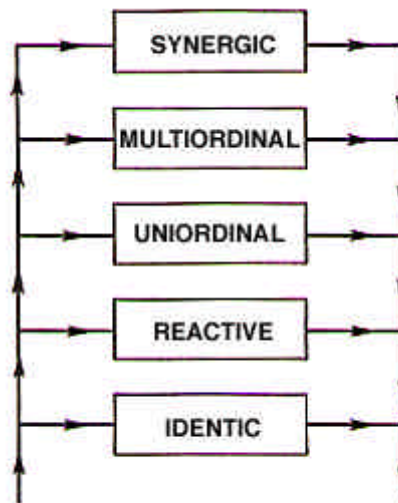 SYNERGIC
MULTIORDINAL
UNIORDINAL
REACTIVE
IDENTIC